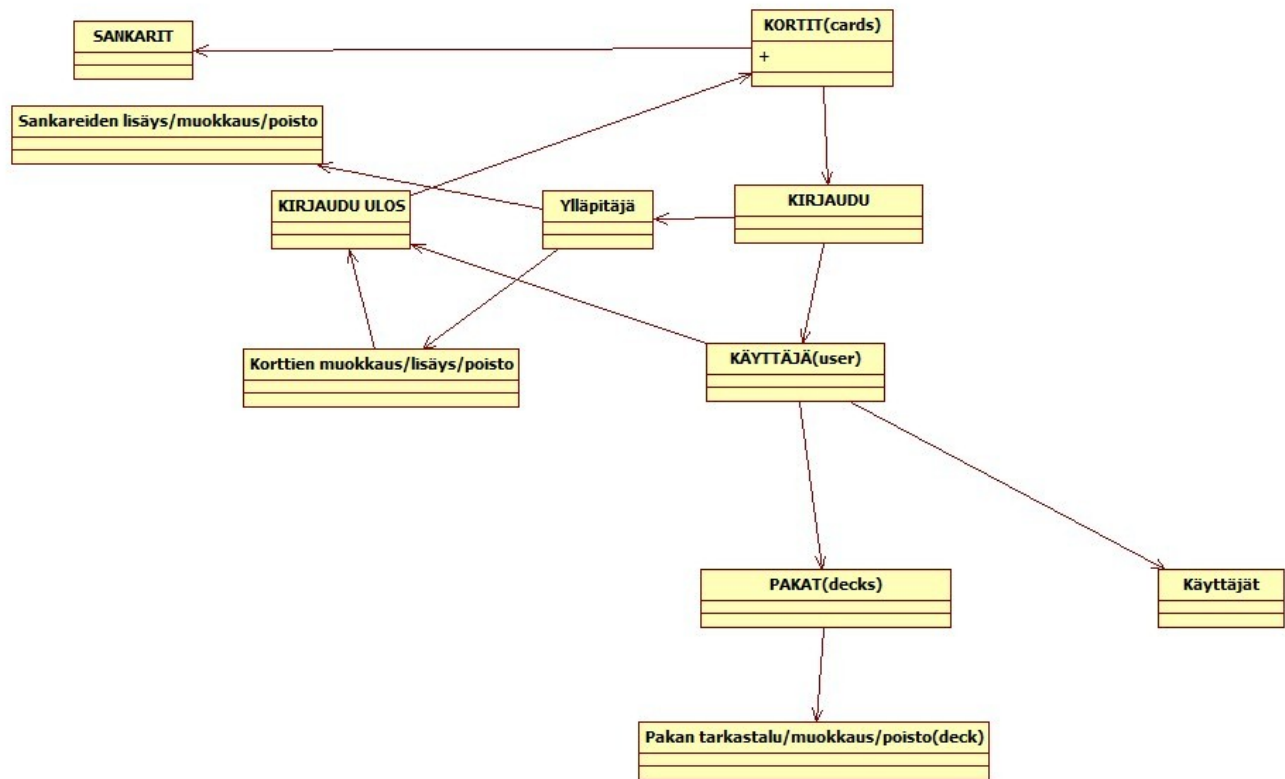 SANKARIT
KORTIT(cards)
+
Sankareiden lisäys/muokkaus/poisto
KIRJAUDU ULOS
Ylläpitäjä
KIRJAUDU
Korttien muokkaus/lisäys/poisto
KÄYTTÄJÄ(user)
PAKAT(decks)
Käyttäjät
Pakan tarkastalu/muokkaus/poisto(deck)